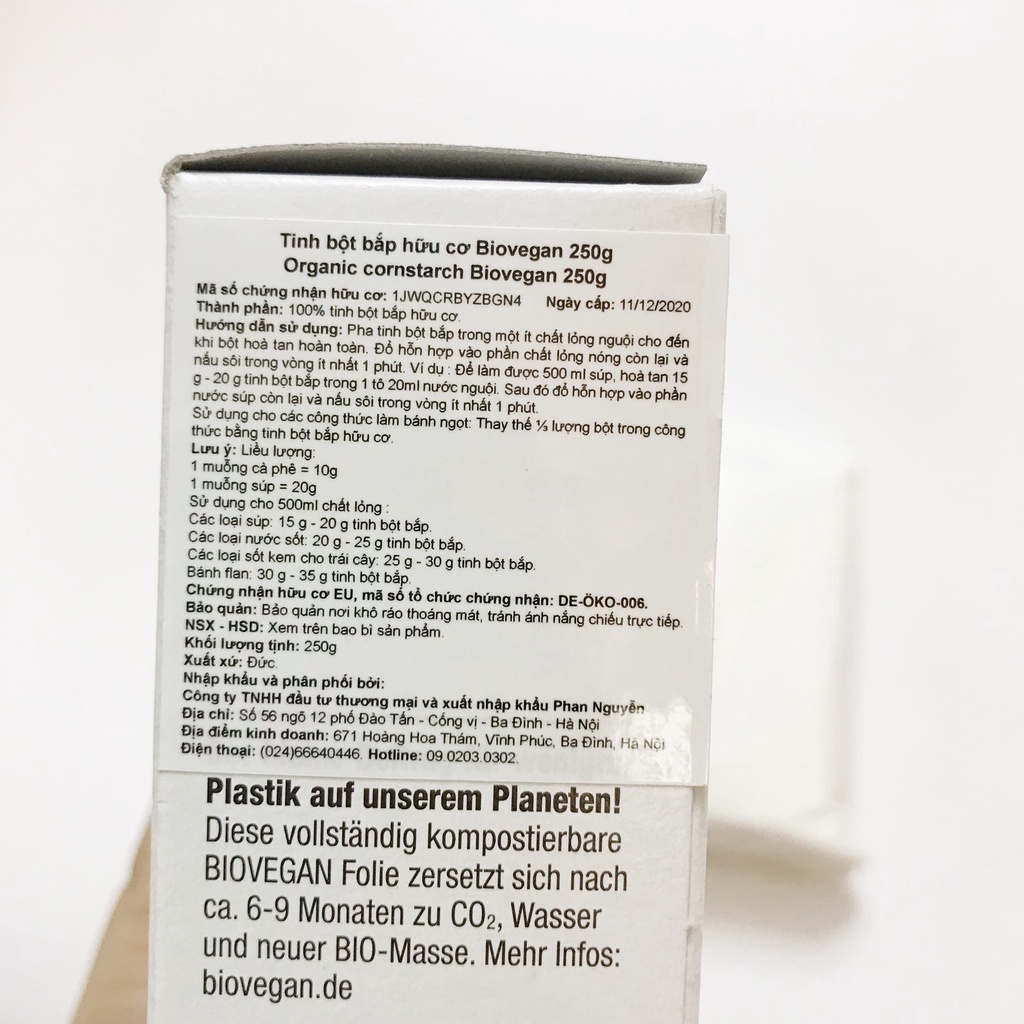 Tinh bột bắp hữu cơ Biovegan 250g
Organic cornstarch Biovegan 250g
Mã số chứng nhận hữu cơ: 1JWQCRBYZBGN4 Ngày cấp: 11/12/2020
Thành phần: 100% tinh bột bắp hữu cơ.
Hướng dẫn sử dụng: Pha tinh bột bắp trong một ít chất lỏng nguội cho đến
khi bột hoà tan hoàn toàn. Đổ hỗn hợp vào phần chất lỏng nóng còn lại và
nấu sôi trong vòng ít nhất 1 phút. Ví dụ : Để làm được 500 ml súp, hoà tan 15
g - 20 g tinh bột bắp trong 1 tô 20ml nước nguội. Sau đó đổ hỗn hợp vào phần
nước súp còn lại và nấu sôi trong vòng ít nhất 1 phút.
Sử dụng cho các công thức làm bánh ngọt: Thay thế ⅓ lượng bột trong công
thức bằng tinh bột bắp hữu cơ.
Lưu ý: Liều lượng:
1 muỗng cà phê = 10g
1 muỗng súp = 20g
Sử dụng cho 500ml chất lỏng :
Các loại súp: 15 g - 20 g tinh bột bắp.
Các loại nước sốt: 20 g - 25 g tinh bột bắp.
Các loại sốt kem cho trái cây: 25 g - 30 g tinh bột bắp.
Bánh flan: 30 g - 35 g tinh bột bắp.
Chứng nhận hữu cơ EU, mã số tổ chức chứng nhận: DE-ÖKO-006.
Bảo quản: Bảo quản nơi khô ráo thoáng mát, tránh ánh nắng chiếu trực tiếp.
NSX - HSD: Xem trên bao bì sản phẩm.
Khối lượng tịnh: 250g
Xuất xứ: Đức.
Nhập khẩu và phân phối bởi:
Công ty TNHH đầu tư thương mại và xuất nhập khẩu Phan Nguyễn
Địa chỉ: Số 56 ngõ 12 phố Đào Tấn - Cống vị - Ba Đình - Hà Nội
Địa điểm kinh doanh: 671 Hoàng Hoa Thám, Vĩnh Phúc, Ba Đình, Hà Nội
Điện thoại: (024)66640446. Hotline: 09.0203.0302.
Plastik auf unserem Planeten!
Diese vollständig kompostierbare
BIOVEGAN Folie zersetzt sich nach
ca. 6-9 Monaten zu CO₂, Wasser
und neuer BIO-Masse. Mehr Infos:
biovegan.de